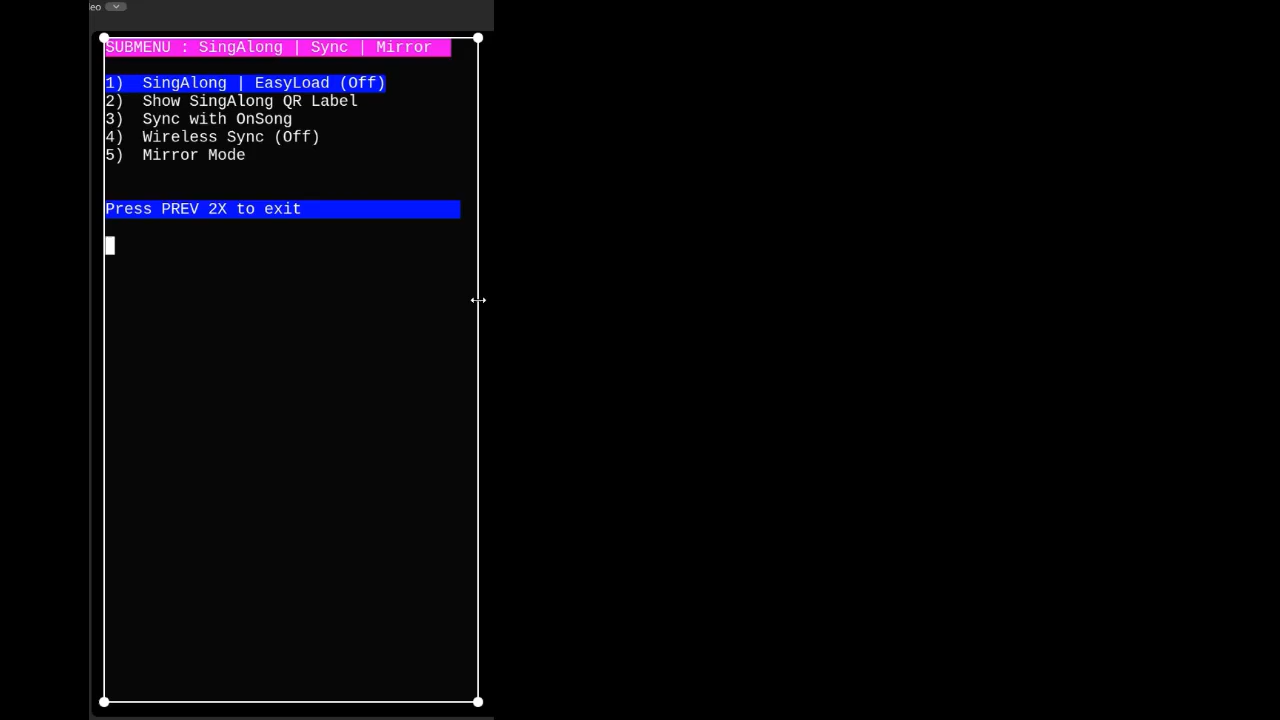 eo
SUBMENU : SingAlong | Sync | Mirror
1)  SingAlong | EasyLoad (Off)
2)  Show SingAlong QR Label
3)  Sync with OnSong
4)  Wireless Sync (Off)
5)  Mirror Mode
Press PREV 2X to exit